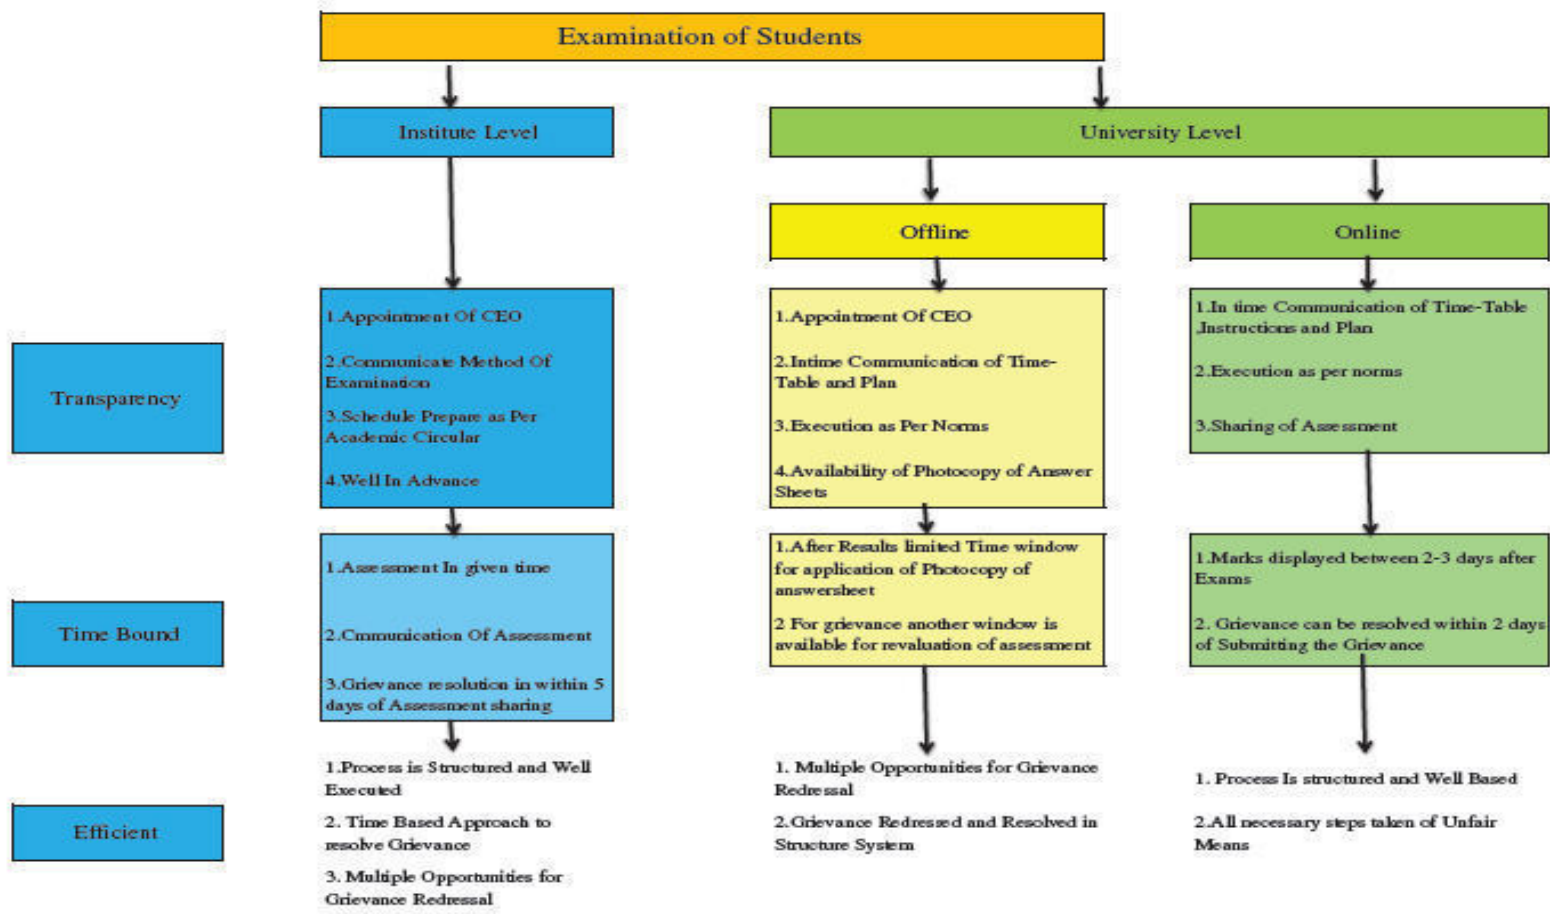 Examination of Students
Institute Level
University Level
Offline
Online
Transparency
1.Appointment Of CEO
2.Communicate Method Of
Examination
3.Schedule Prepare as Per
Academic Circular
4.Well In Advance
1.Appointment Of CEO
2.Intime Communication of Time-
Table and Plan
3.Execution as Per Norms
4.Availability of Photocopy of Answer
Sheets
1.In time Communication of Time-Table
,Instructions and Plan
2.Execution as per norms
3.Sharing of Assessment
Time Bound
1.Assessment In given time
2.Cmmunication Of Assessment
3.Grievance resolution in within 5
days of Assessment sharing
1.After Results limited Time window
for application of Photocopy of
answersheet
2 For grievance another window is
available for revaluation of assessment
1.Marks displayed between 2-3 days after
Exams
2. Grievance can be resolved within 2 days
of Submitting the Grievance
Efficient
1.Process is Structured and Well
Executed
2. Time Based Approach to
resolve Grievance
3. Multiple Opportunities for
Grievance Redressal
1. Multiple Opportunities for Grievance
Redressal
2.Grievance Redressed and Resolved in
Structure System
1. Process Is structured and Well Based
2.All necessary steps taken of Unfair
Means